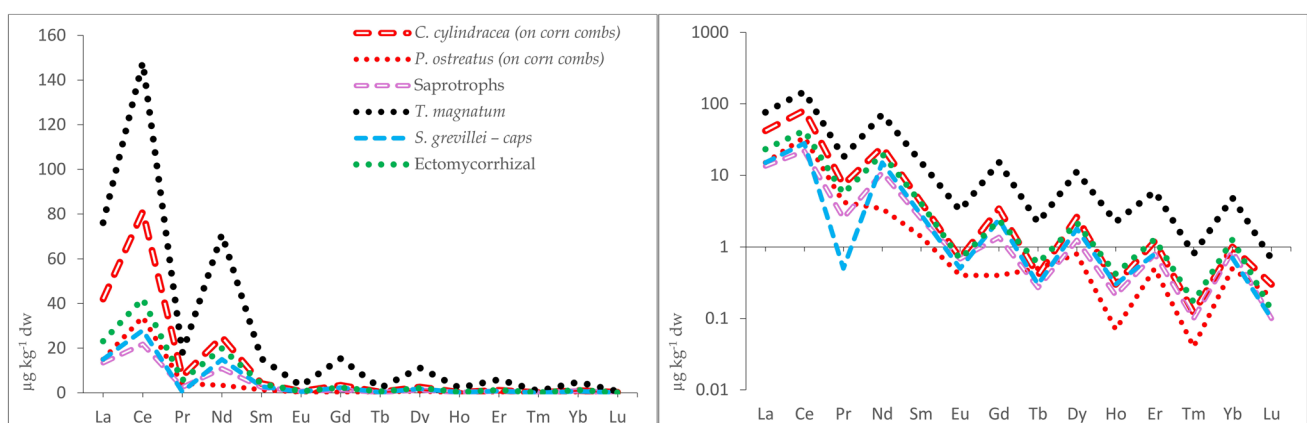 160
140
120
100
80
60
40
20
0
µg kg⁻¹ dw
La Ce Pr Nd Sm Eu Gd Tb Dy Ho Er Tm Yb Lu
C. cylindracea (on corn combs)
P. ostreatus (on corn combs)
Saprotrophs
T. magnatum
S. grevillei – caps
Ectomycorrhizal
1000
100
10
1
0.1
0.01
µg kg⁻¹ dw
La Ce Pr Nd Sm Eu Gd Tb Dy Ho Er Tm Yb Lu